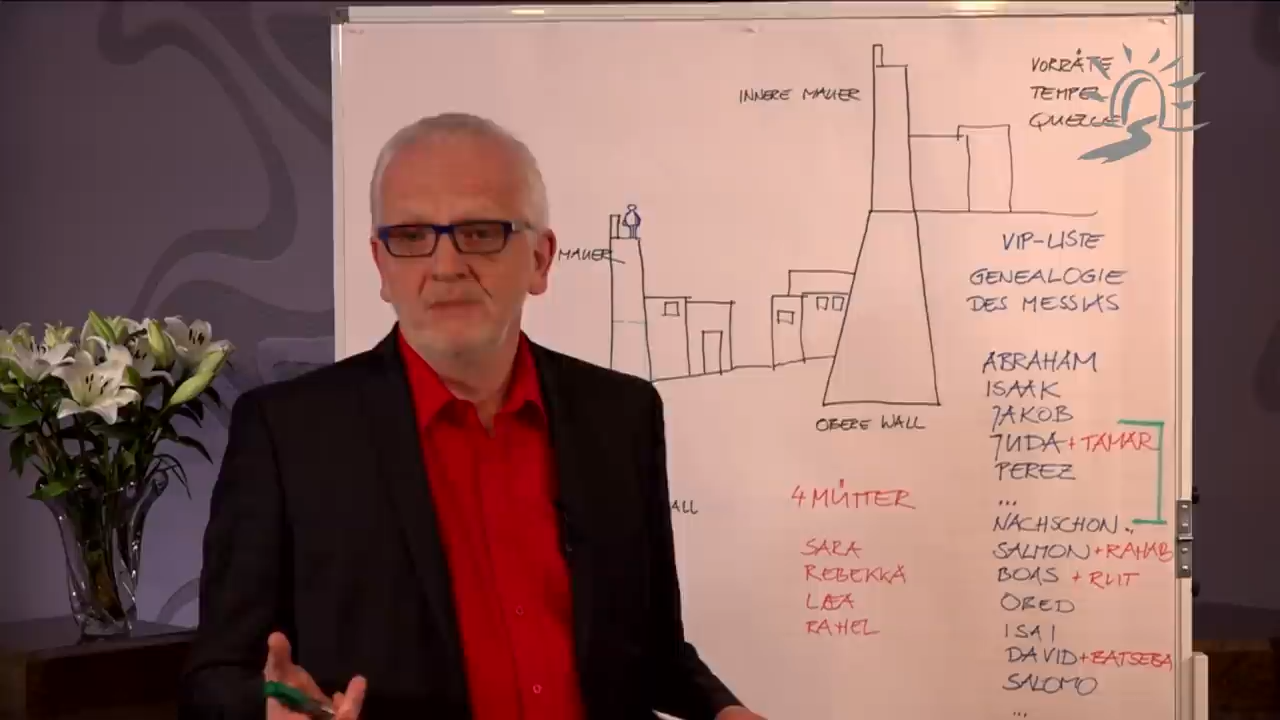 INNERE MAUER
VORRÄTE
TEMPEL
QUELLE
MAUER
VIP-LISTE
GENEALOGIE
DES MESSIAS
ABRAHAM
ISAAK
JAKOB
JUDA + TAMAR
PEREZ
...
NACHSCHON
SALMON + RAHAB
BOAS + RUT
OBED
ISAI
DAVID + BATSEBA
SALOMO
...
OBERE WALL
ALL
4 MÜTTER
SARA
REBEKKA
LEA
RAHEL